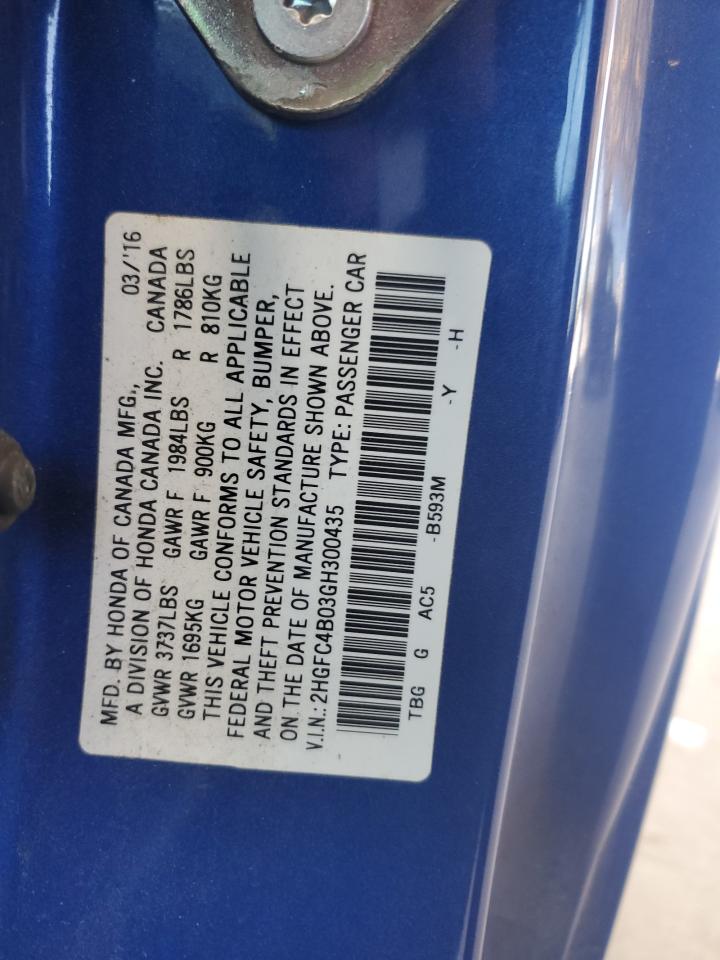 MFD. BY HONDA OF CANADA MFG., 03/'16
A DIVISION OF HONDA CANADA INC. CANADA
GVWR 3737LBS GAWR F 1984LBS R 1786LBS
GVWR 1695KG GAWR F 900KG R 810KG
THIS VEHICLE CONFORMS TO ALL APPLICABLE
FEDERAL MOTOR VEHICLE SAFETY, BUMPER,
AND THEFT PREVENTION STANDARDS IN EFFECT
ON THE DATE OF MANUFACTURE SHOWN ABOVE.
V.I.N.: 2HGFC4B03GH300435 TYPE: PASSENGER CAR
TBG G AC5 -B593M -Y -H